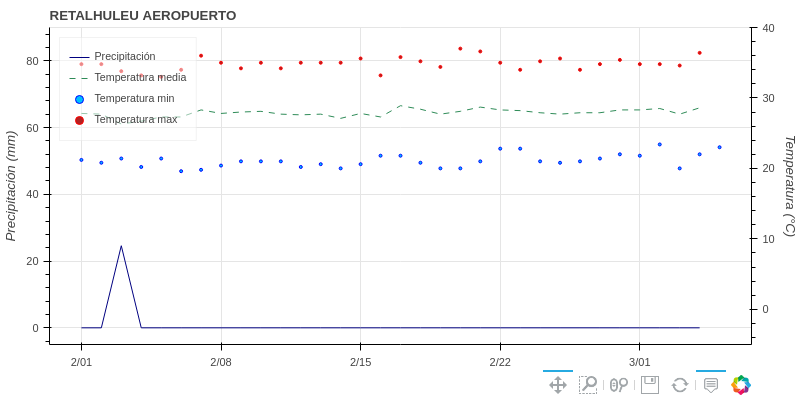 RETALHULEU AEROPUERTO
Precipitación
Temperatura media
Temperatura min
Temperatura max
Precipitación (mm)
80
60
40
20
0
Temperatura (°C)
40
30
20
10
0
2/01
2/08
2/15
2/22
3/01